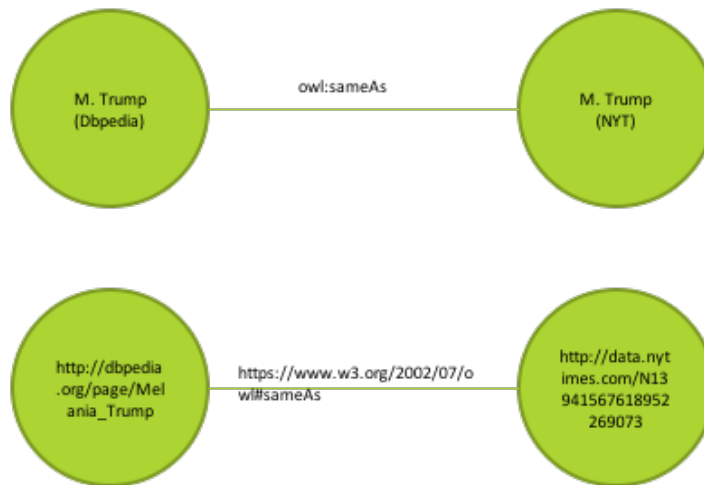 owl:sameAs
M. Trump
(Dbpedia)
M. Trump
(NYT)
http://dbpedia
.org/page/Mel
ania_Trump
https://www.w3.org/2002/07/o
wl#sameAs
http://data.nyt
imes.com/N13
941567618952
269073